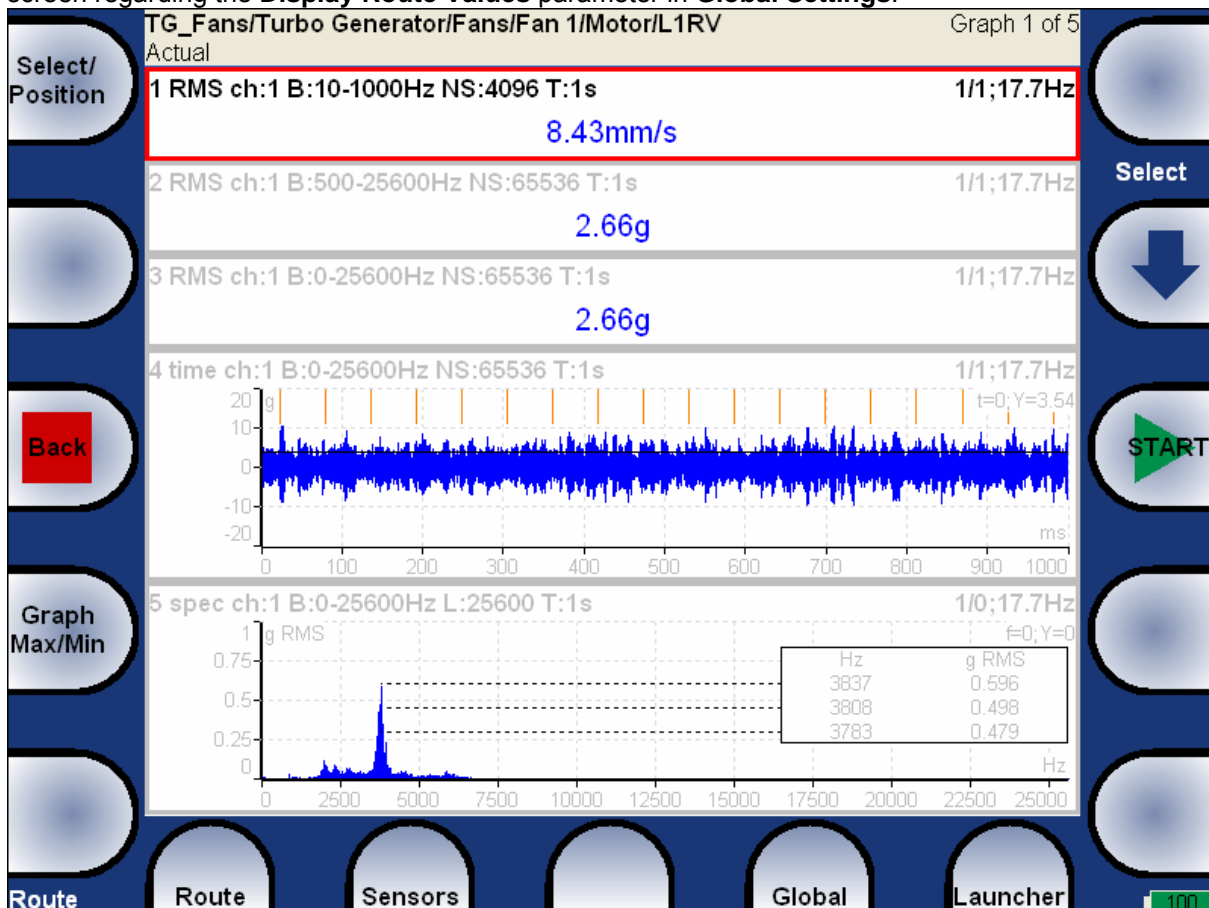 screen regarding the Display Route Values parameter in Global Settings.
TG_Fans/Turbo Generator/Fans/Fan 1/Motor/L1RV Graph 1 of 5
Actual
Select/
Position
1 RMS ch:1 B:10-1000Hz NS:4096 T:1s 1/1;17.7Hz
8.43mm/s
Select
2 RMS ch:1 B:500-25600Hz NS:65536 T:1s 1/1;17.7Hz
2.66g
3 RMS ch:1 B:0-25600Hz NS:65536 T:1s 1/1;17.7Hz
2.66g
4 time ch:1 B:0-25600Hz NS:65536 T:1s 1/1;17.7Hz
20 g t=0;Y=3.54
10
0
-10
-20 ms
0 100 200 300 400 500 600 700 800 900 1000
Back
START
Graph
Max/Min
5 spec ch:1 B:0-25600Hz L:25600 T:1s 1/0;17.7Hz
1 g RMS f=0;Y=0
0.75
0.5
0.25
0 Hz
Hz g RMS
3837 0.596
3808 0.498
3783 0.479
0 2500 5000 7500 10000 12500 15000 17500 20000 22500 25000
Route Route Sensors Global Launcher 100